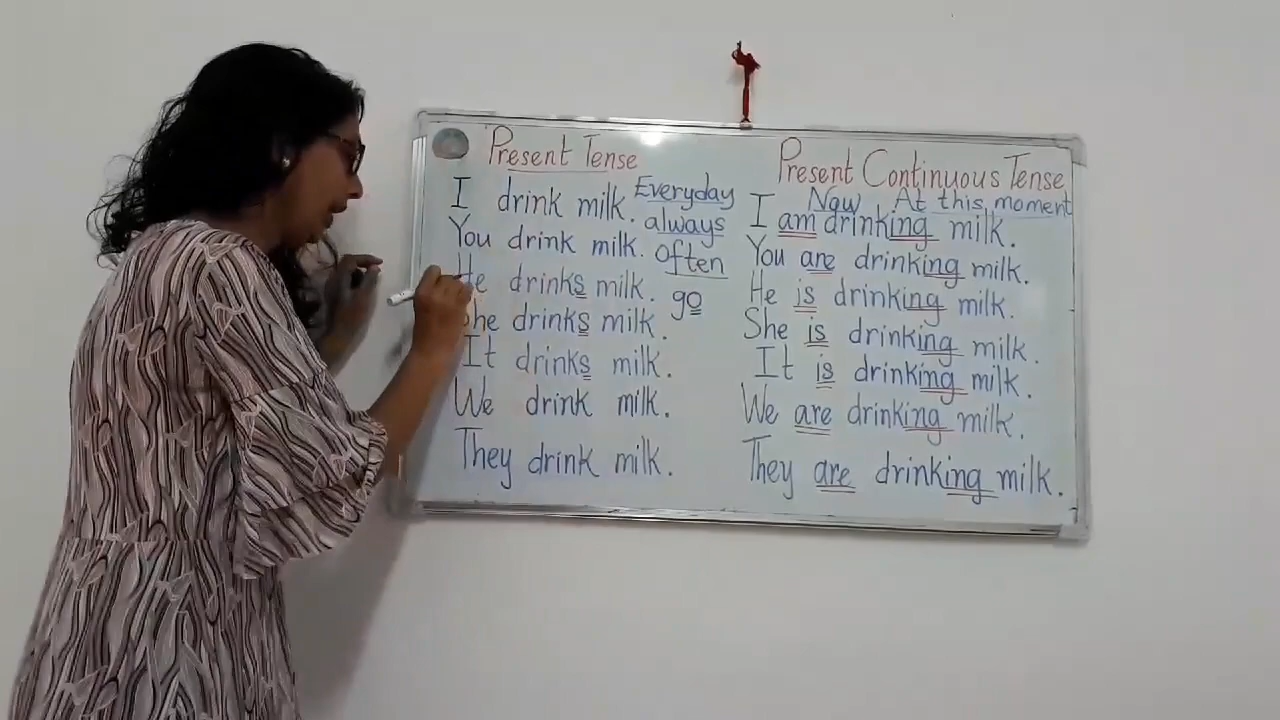 Present Tense
I drink milk. Everyday
You drink milk. always
often
He drinks milk. go
She drinks milk.
It drinks milk.
We drink milk.
They drink milk.
Present Continuous Tense
Now At this moment
I am drinking milk.
You are drinking milk.
He is drinking milk.
She is drinking milk.
It is drinking milk.
We are drinking milk.
They are drinking milk.